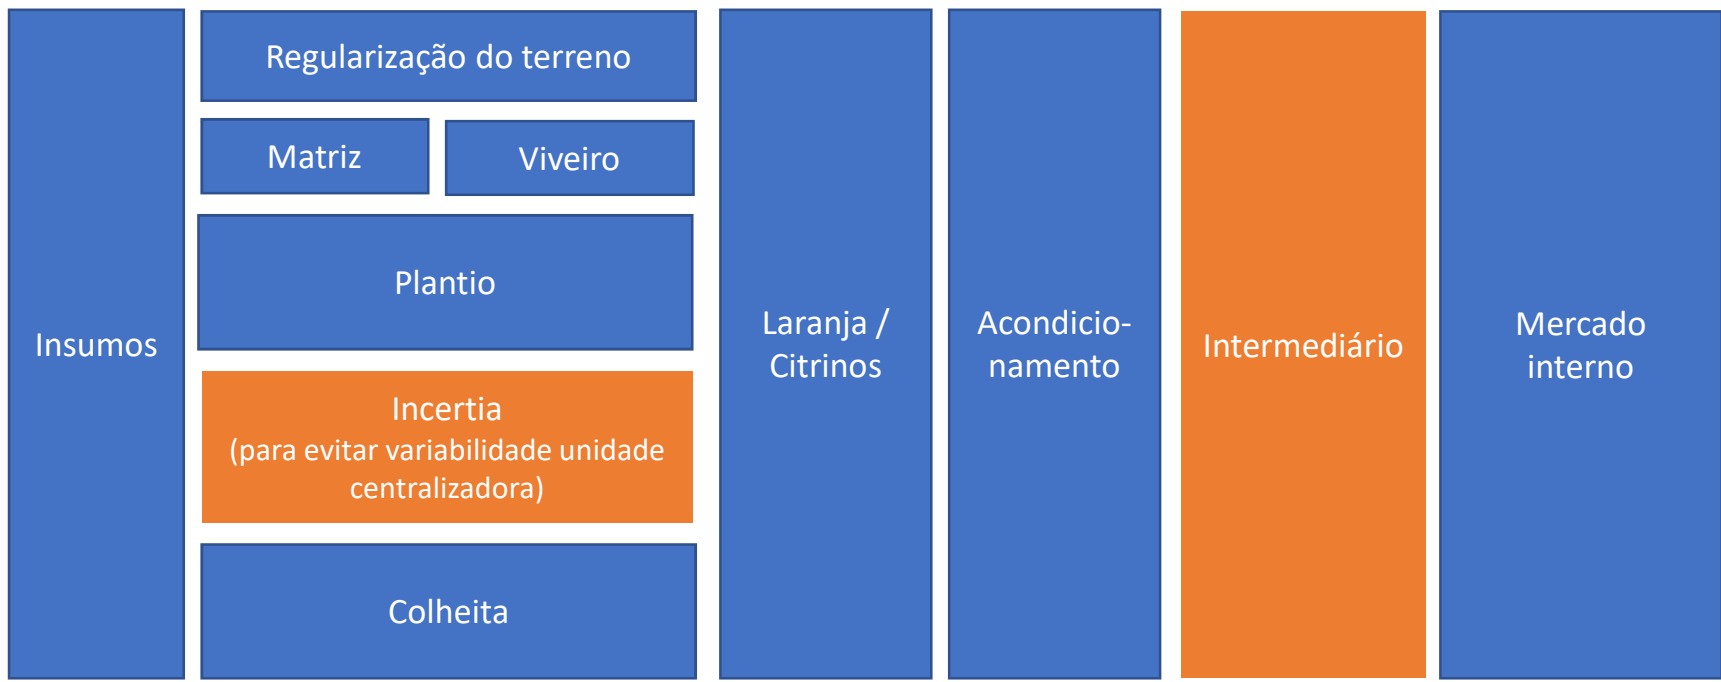 Insumos
Regularização do terreno
Matriz
Viveiro
Plantio
Incertia
(para evitar variabilidade unidade
centralizadora)
Colheita
Laranja /
Citrinos
Acondicio-
namento
Intermediário
Mercado
interno